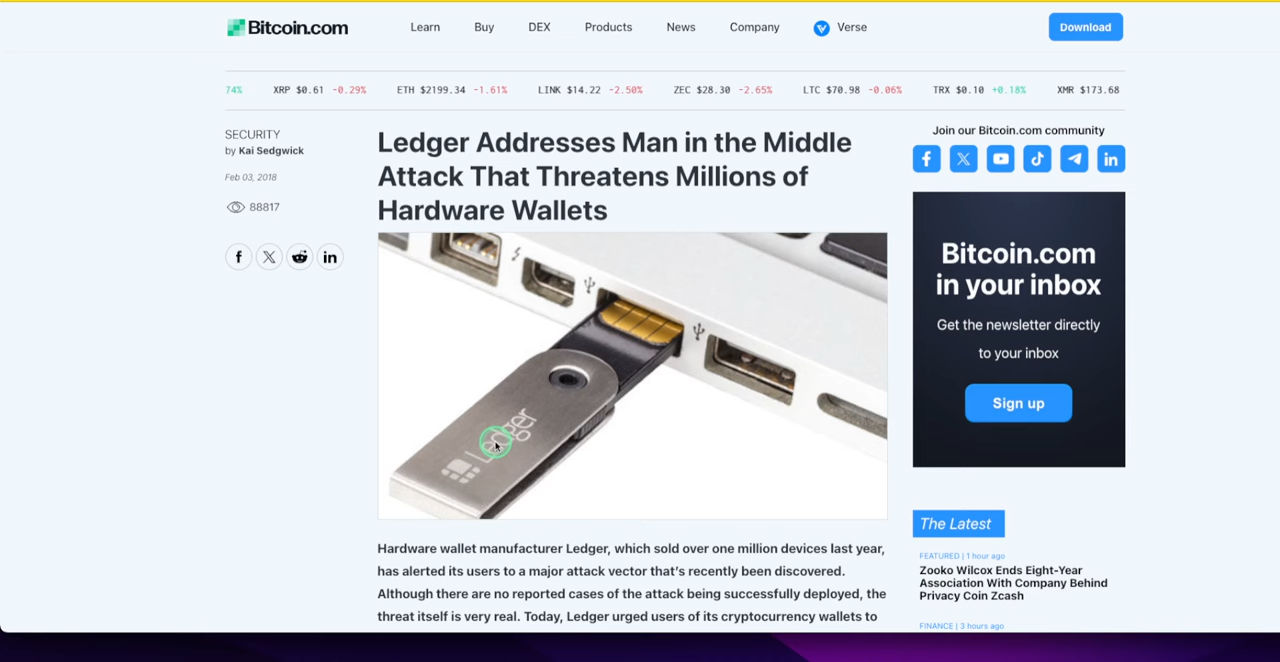 Bitcoin.com
Learn Buy DEX Products News Company Verse
Download
74% XRP $0.61 -0.29% ETH $2199.34 -1.61% LINK $14.22 -2.50% ZEC $28.30 -2.65% LTC $70.98 -0.06% TRX $0.10 +0.18% XMR $173.68
SECURITY
by Kai Sedgwick
Feb 03, 2018
88817
Ledger Addresses Man in the Middle
Attack That Threatens Millions of
Hardware Wallets
Ledger
Hardware wallet manufacturer Ledger, which sold over one million devices last year,
has alerted its users to a major attack vector that's recently been discovered.
Although there are no reported cases of the attack being successfully deployed, the
threat itself is very real. Today, Ledger urged users of its cryptocurrency wallets to
Join our Bitcoin.com community
Bitcoin.com
in your inbox
Get the newsletter directly
to your inbox
Sign up
The Latest
FEATURED | 1 hour ago
Zooko Wilcox Ends Eight-Year
Association With Company Behind
Privacy Coin Zcash
FINANCE | 3 hours ago